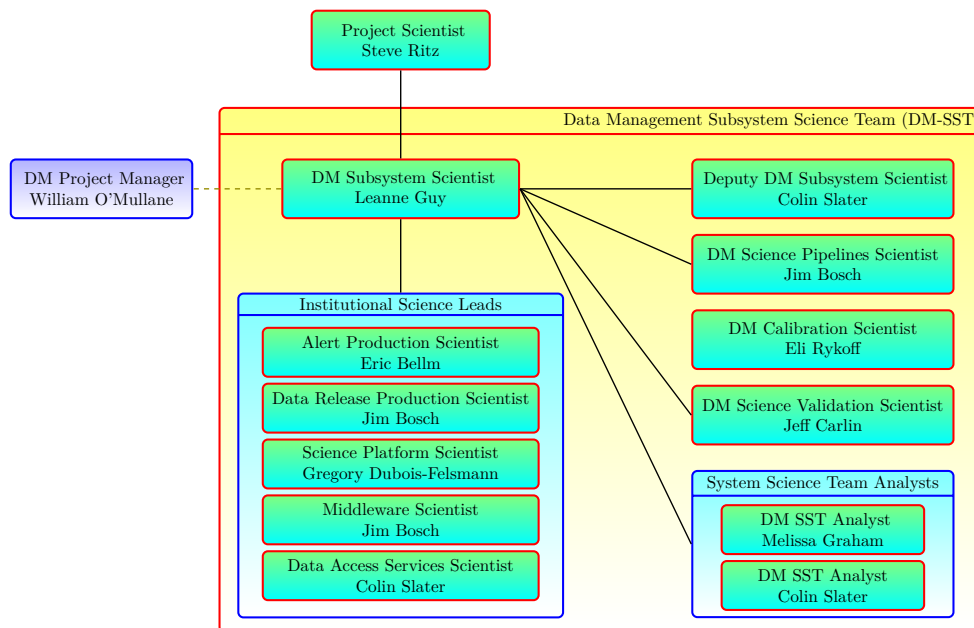 Project Scientist
Steve Ritz
Data Management Subsystem Science Team (DM-SST
DM Project Manager
William O'Mullane
DM Subsystem Scientist
Leanne Guy
Deputy DM Subsystem Scientist
Colin Slater
DM Science Pipelines Scientist
Jim Bosch
DM Calibration Scientist
Eli Rykoff
DM Science Validation Scientist
Jeff Carlin
Institutional Science Leads
Alert Production Scientist
Eric Bellm
Data Release Production Scientist
Jim Bosch
Science Platform Scientist
Gregory Dubois-Felsmann
Middleware Scientist
Jim Bosch
Data Access Services Scientist
Colin Slater
System Science Team Analysts
DM SST Analyst
Melissa Graham
DM SST Analyst
Colin Slater